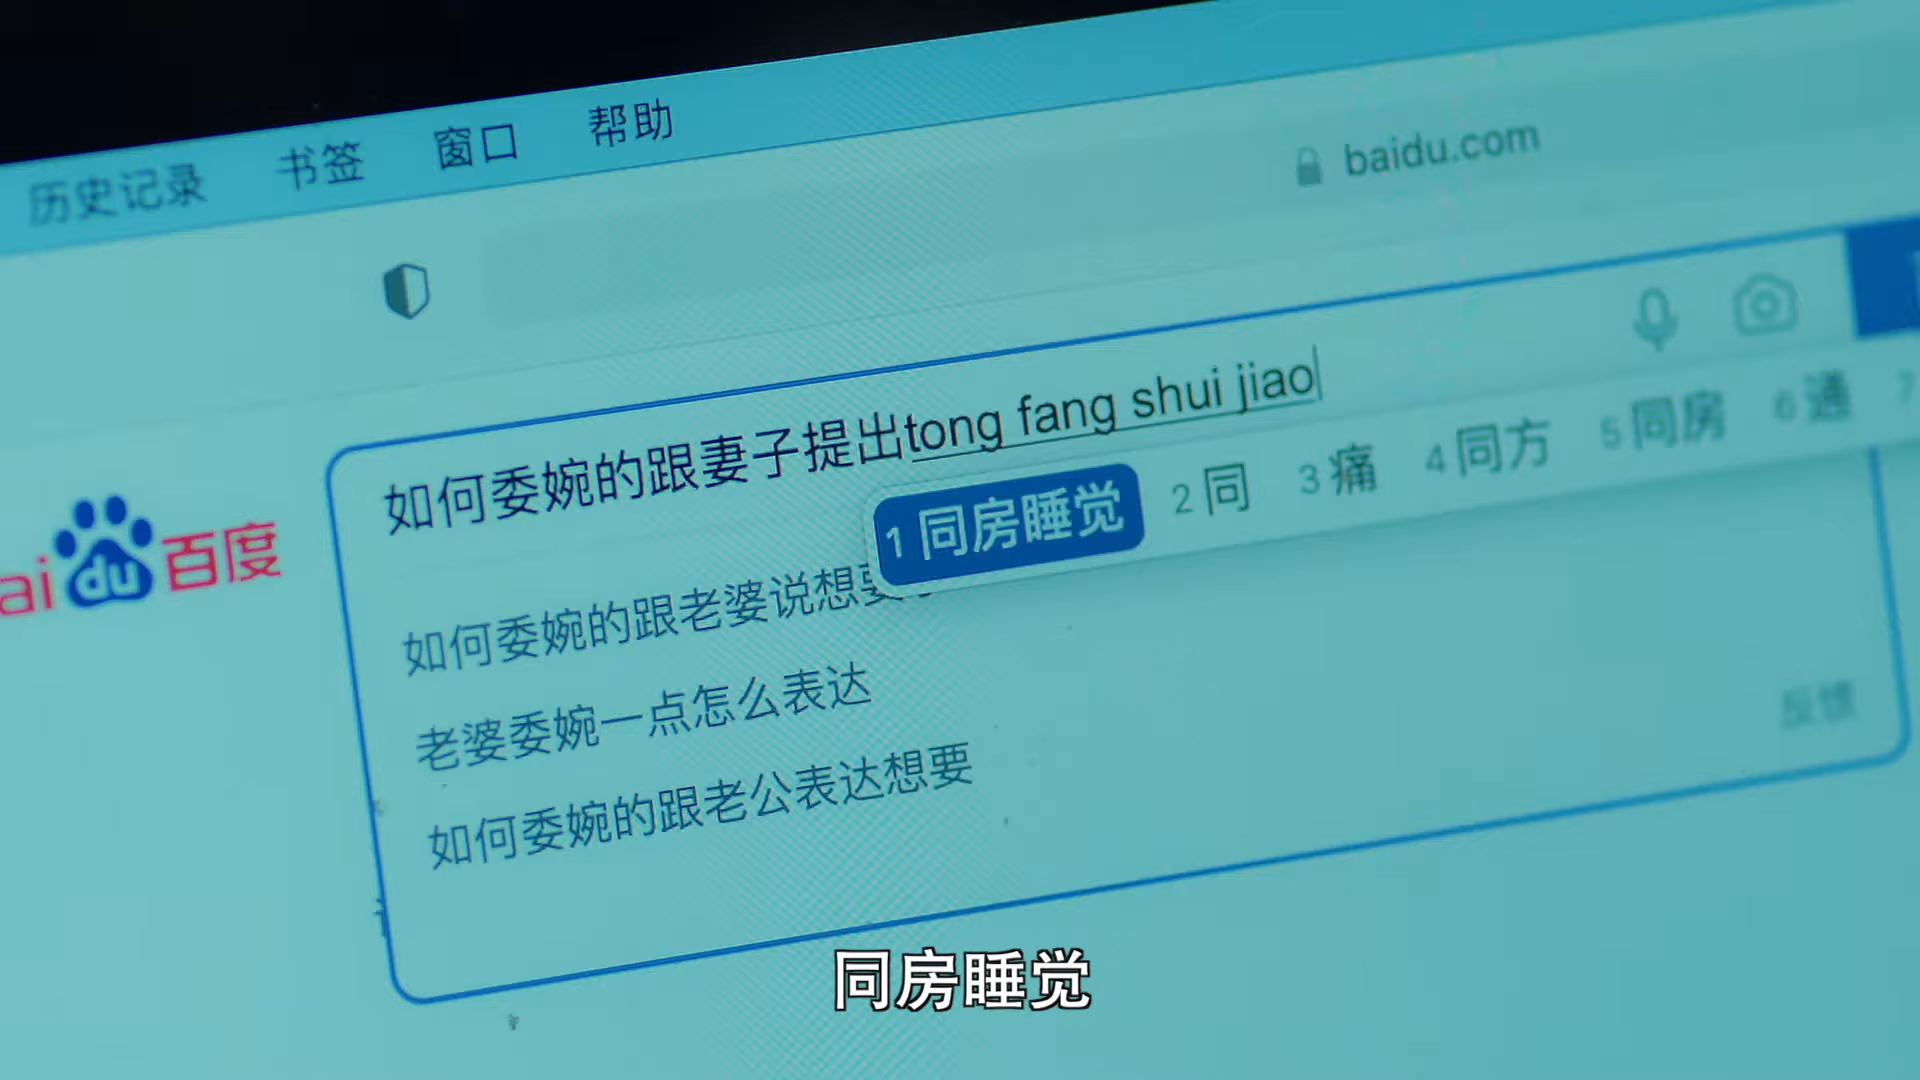 历史记录 书签 窗口 帮助
baidu.com
如何委婉的跟妻子提出tong fang shui jiao
1 同房睡觉 2 同 3 痛 4 同方 5 同房 6 通 7
ai du 百度
如何委婉的跟老婆说想要
老婆委婉一点怎么表达
如何委婉的跟老公表达想要
反馈
同房睡觉